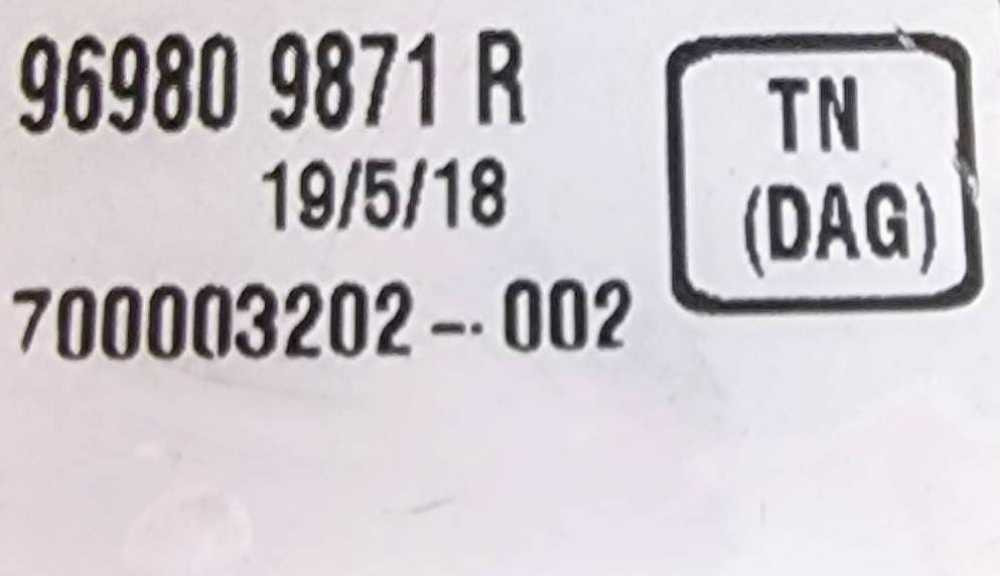 96980 9871 R
19/5/18
700003202-002
TN
(DAG)